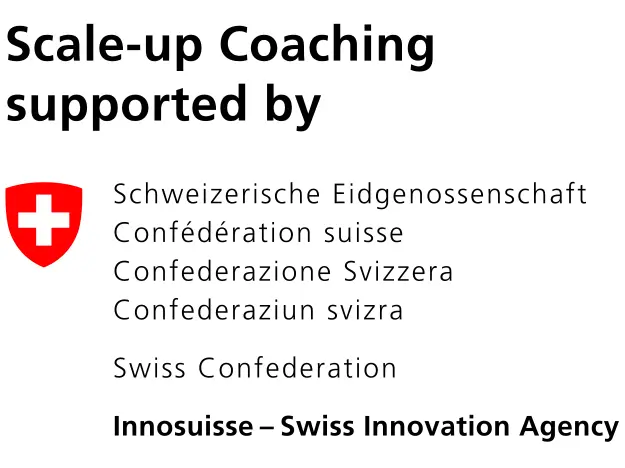 Scale-up Coaching
supported by
Schweizerische Eidgenossenschaft
Confédération suisse
Confederazione Svizzera
Confederaziun svizra
Swiss Confederation
Innosuisse – Swiss Innovation Agency